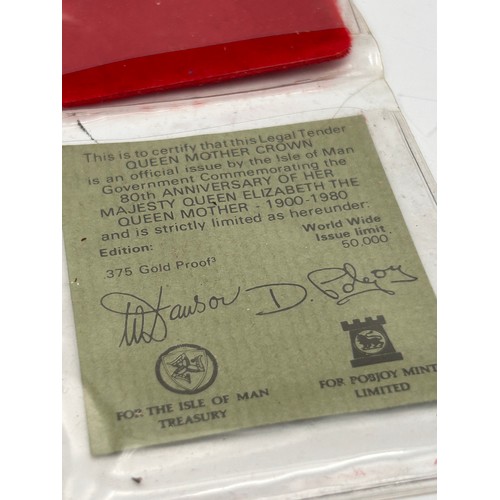 This is to certify that this Legal Tender
QUEEN MOTHER CROWN
is an official issue by the Isle of Man
Government Commemorating the
80th ANNIVERSARY OF HER
MAJESTY QUEEN ELIZABETH THE
QUEEN MOTHER - 1900-1980
and is strictly limited as hereunder:
Edition:
World Wide
Issue limit
.375 Gold Proof³
50,000
D. Pobjoy
FOR THE ISLE OF MAN
TREASURY
FOR POBJOY MINT
LIMITED